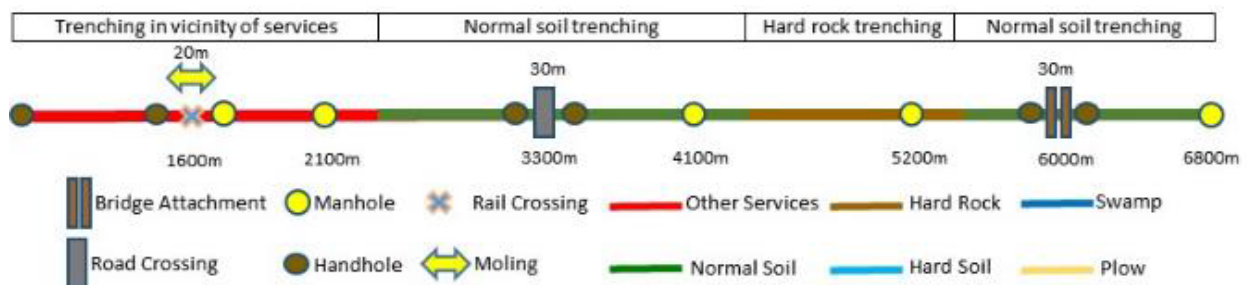 Trenching in vicinity of services Normal soil trenching Hard rock trenching Normal soil trenching
20m 30m 30m
1600m 2100m 3300m 4100m 5200m 6000m 6800m
Bridge Attachment Manhole Rail Crossing Other Services Hard Rock Swamp
Road Crossing Handhole Moling Normal Soil Hard Soil Plow